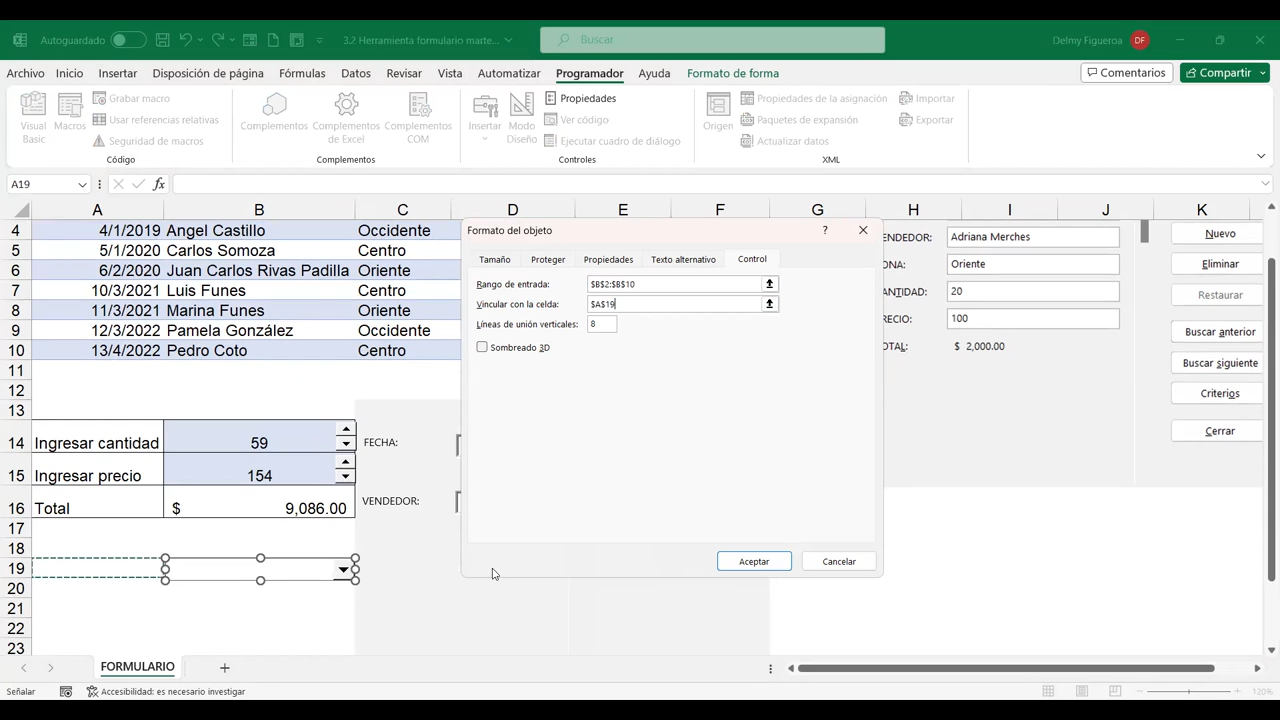 Autoguardado
3.2 Herramienta formulario marte...
Buscar
Delmy Figueroa DF
Archivo Inicio Insertar Disposición de página Fórmulas Datos Revisar Vista Automatizar Programador Ayuda Formato de forma
Comentarios Compartir
Visual Basic
Macros
Grabar macro
Usar referencias relativas
Seguridad de macros
Código
Complementos
Complementos de Excel
Complementos COM
Complementos
Insertar
Modo Diseño
Propiedades
Ver código
Ejecutar cuadro de diálogo
Controles
Origen
Propiedades de la asignación
Paquetes de expansión
Actualizar datos
Importar
Exportar
XML
A19 fx
A B C D E F G H I J K
4 4/1/2019 Angel Castillo Occidente
5 5/1/2020 Carlos Somoza Centro
6 6/2/2020 Juan Carlos Rivas Padilla Oriente
7 10/3/2021 Luis Funes Centro
8 11/3/2021 Marina Funes Oriente
9 12/3/2022 Pamela González Occidente
10 13/4/2022 Pedro Coto Centro
11
12
13
14 Ingresar cantidad 59 FECHA:
15 Ingresar precio 154
16 Total $ 9,086.00 VENDEDOR:
17
18
19
20
21
22
23
Formato del objeto ?
Tamaño Proteger Propiedades Texto alternativo Control
Rango de entrada: $B$2:$B$10
Vincular con la celda: $A$19
Líneas de unión verticales: 8
Sombreado 3D
Aceptar Cancelar
ENDEDOR: Adriana Merches
ONA: Oriente
ANTIDAD: 20
RECIO: 100
OTAL: $ 2,000.00
Nuevo
Eliminar
Restaurar
Buscar anterior
Buscar siguiente
Criterios
Cerrar
FORMULARIO
Señalar Accesibilidad: es necesario investigar 120%